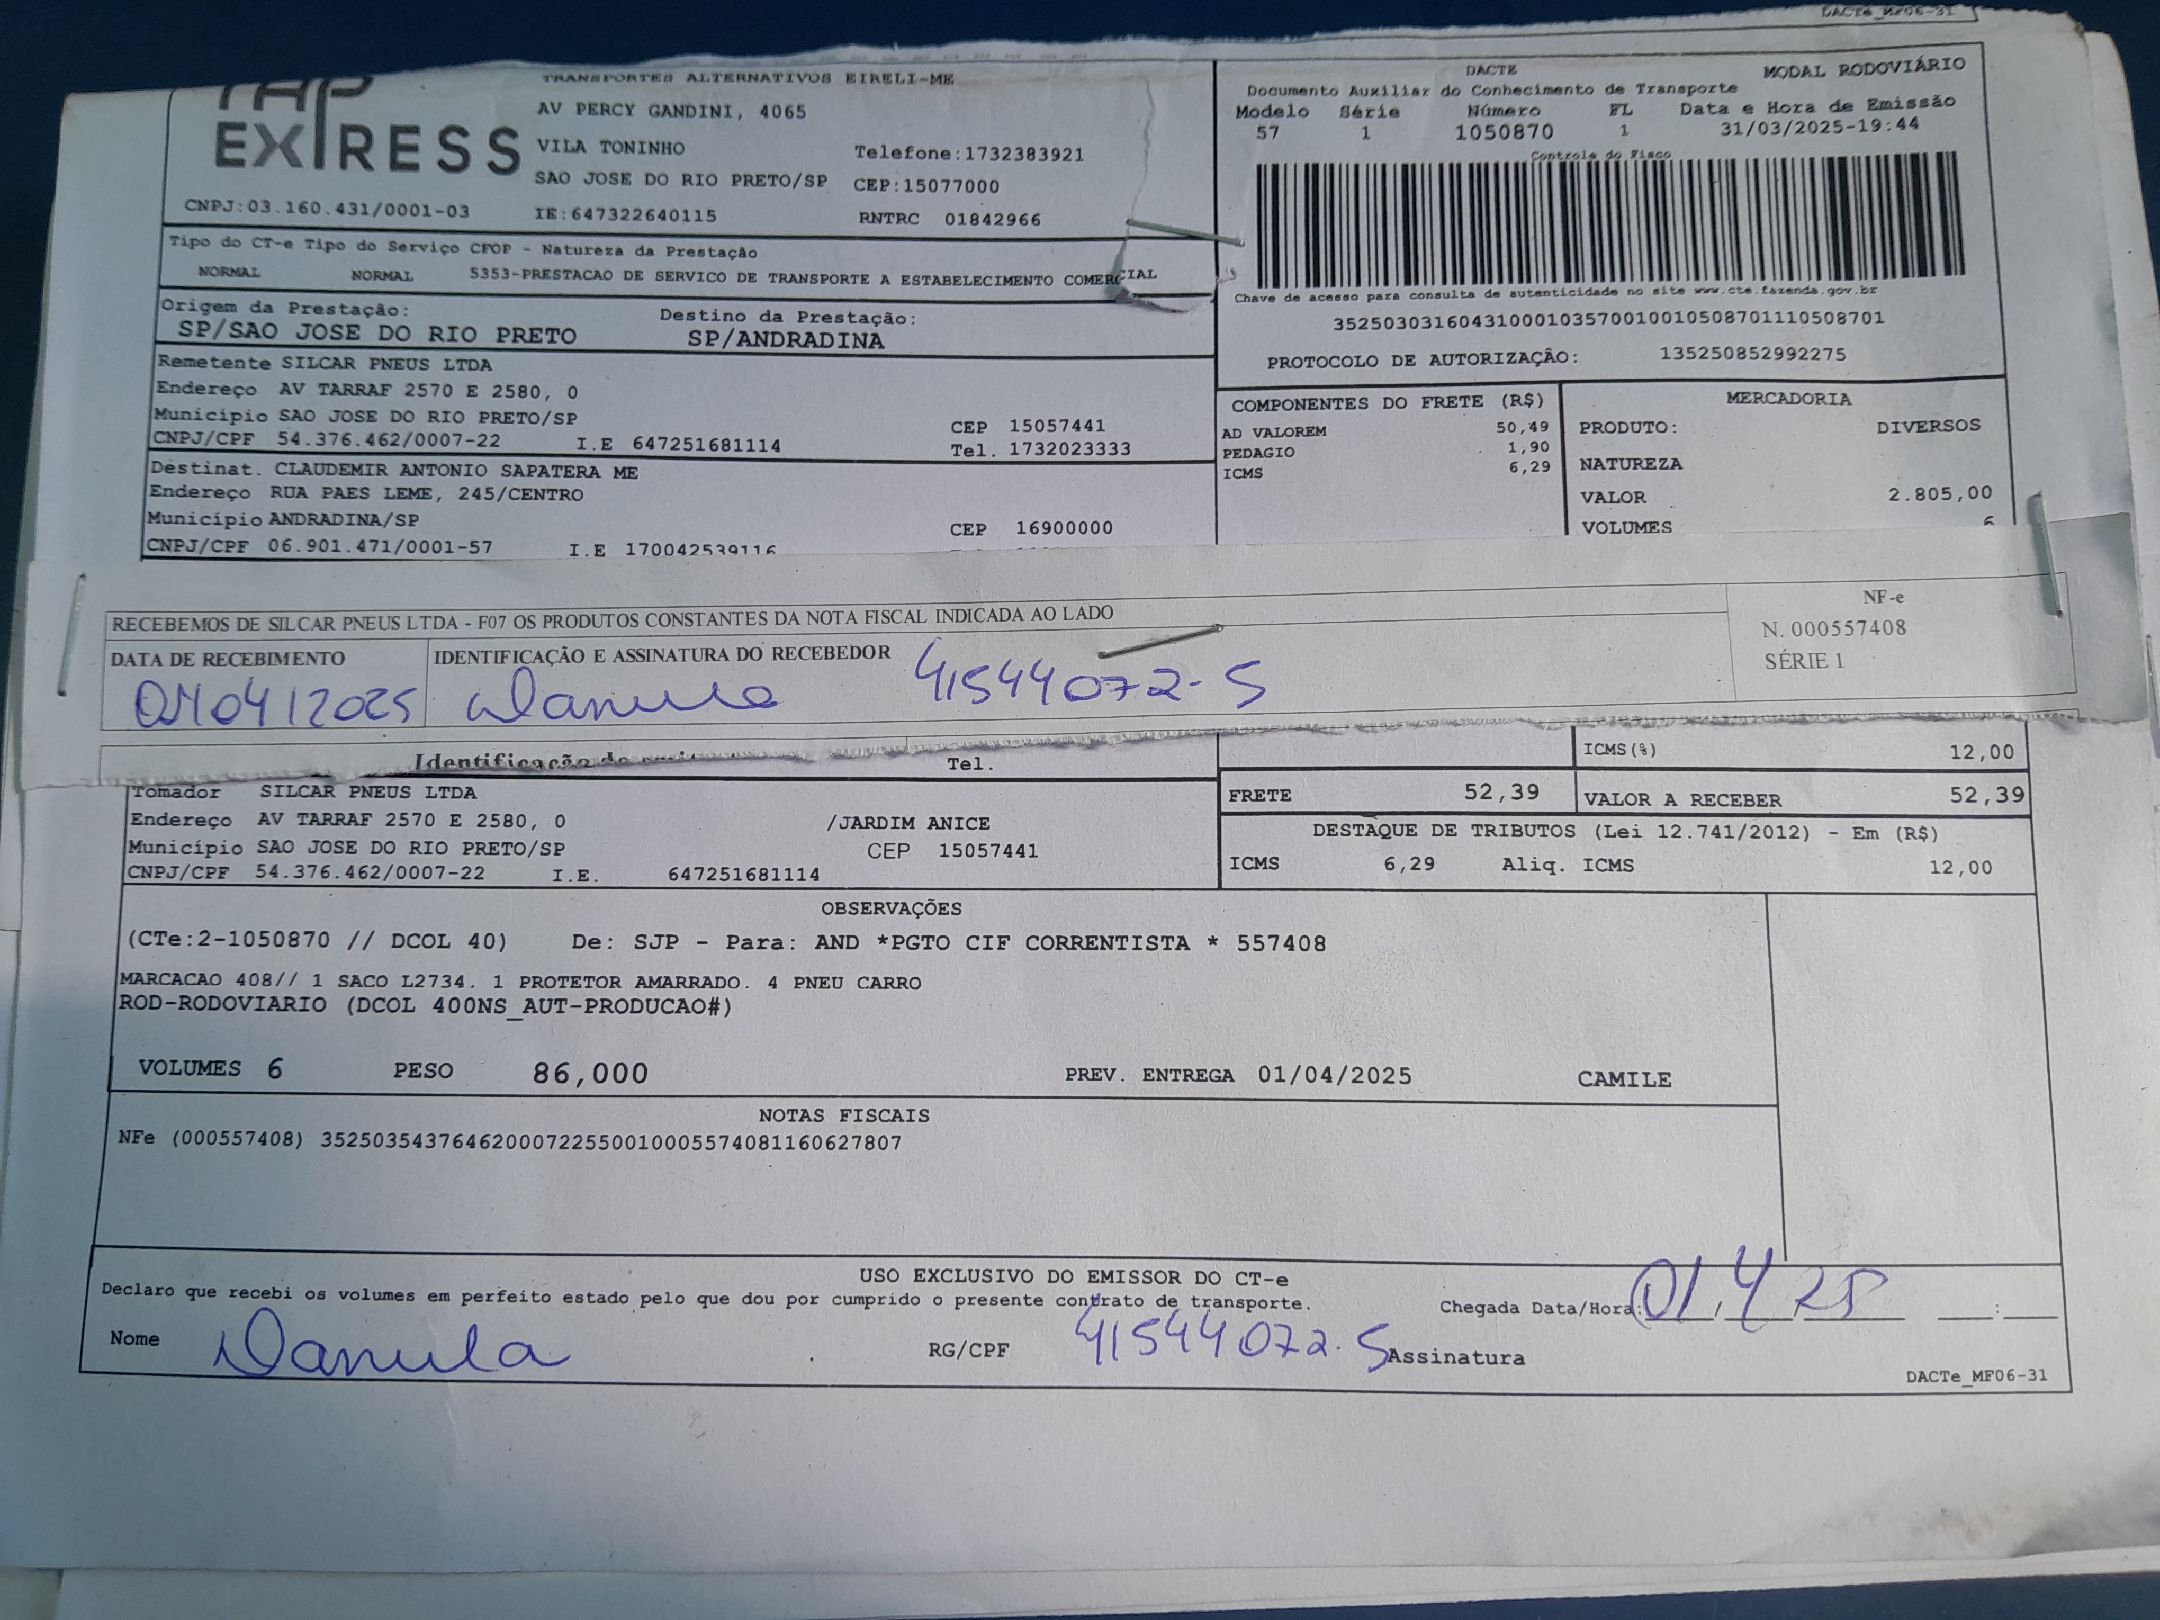 DACTe_MF06-31
TAP
EXPRESS
TRANSPORTES ALTERNATIVOS EIRELI-ME
AV PERCY GANDINI, 4065
VILA TONINHO
Telefone:1732383921
SAO JOSE DO RIO PRETO/SP
CEP:15077000
CNPJ:03.160.431/0001-03
IE:647322640115
RNTRC 01842966
DACTE
MODAL RODOVIÁRIO
Documento Auxiliar do Conhecimento de Transporte
Modelo Série Número FL Data e Hora de Emissão
57 1 1050870 1 31/03/2025-19:44
Controle do Fisco
Chave de acesso para consulta de autenticidade no site www.cte.fazenda.gov.br
35250303160431000103570010010508701110508701
PROTOCOLO DE AUTORIZAÇÃO: 135250852992275
Tipo do CT-e Tipo do Serviço CFOP - Natureza da Prestação
NORMAL NORMAL 5353-PRESTACAO DE SERVICO DE TRANSPORTE A ESTABELECIMENTO COMERCIAL
Origem da Prestação: Destino da Prestação:
SP/SAO JOSE DO RIO PRETO SP/ANDRADINA
Remetente SILCAR PNEUS LTDA
Endereço AV TARRAF 2570 E 2580, 0
Município SAO JOSE DO RIO PRETO/SP CEP 15057441
CNPJ/CPF 54.376.462/0007-22 I.E 647251681114 Tel. 1732023333
Destinat. CLAUDEMIR ANTONIO SAPATERA ME
Endereço RUA PAES LEME, 245/CENTRO
Município ANDRADINA/SP CEP 16900000
CNPJ/CPF 06.901.471/0001-57 I.E 170042539116
COMPONENTES DO FRETE (R$)
AD VALOREM 50,49
PEDAGIO 1,90
ICMS 6,29
MERCADORIA
PRODUTO: DIVERSOS
NATUREZA
VALOR 2.805,00
VOLUMES 6
RECEBEMOS DE SILCAR PNEUS LTDA - F07 OS PRODUTOS CONSTANTES DA NOTA FISCAL INDICADA AO LADO
NF-e
N. 000557408
SÉRIE 1
DATA DE RECEBIMENTO
IDENTIFICAÇÃO E ASSINATURA DO RECEBEDOR
01/04/2025 41544072-5
Tel.
ICMS(%) 12,00
FRETE 52,39 VALOR A RECEBER 52,39
Tomador SILCAR PNEUS LTDA
Endereço AV TARRAF 2570 E 2580, 0 /JARDIM ANICE
Município SAO JOSE DO RIO PRETO/SP CEP 15057441
CNPJ/CPF 54.376.462/0007-22 I.E. 647251681114
DESTAQUE DE TRIBUTOS (Lei 12.741/2012) - Em (R$)
ICMS 6,29 Aliq. ICMS 12,00
OBSERVAÇÕES
(CTe:2-1050870 // DCOL 40) De: SJP - Para: AND *PGTO CIF CORRENTISTA * 557408
MARCACAO 408// 1 SACO L2734. 1 PROTETOR AMARRADO. 4 PNEU CARRO
ROD-RODOVIARIO (DCOL 400NS_AUT-PRODUCAO#)
VOLUMES 6 PESO 86,000 PREV. ENTREGA 01/04/2025 CAMILE
NOTAS FISCAIS
NFe (000557408) 35250354376462000722550010005574081160627807
USO EXCLUSIVO DO EMISSOR DO CT-e
Declaro que recebi os volumes em perfeito estado pelo que dou por cumprido o presente contrato de transporte.
Chegada Data/Hora: 01, 4 25 :
Nome Danula RG/CPF 41544072.5 Assinatura
DACTe_MF06-31